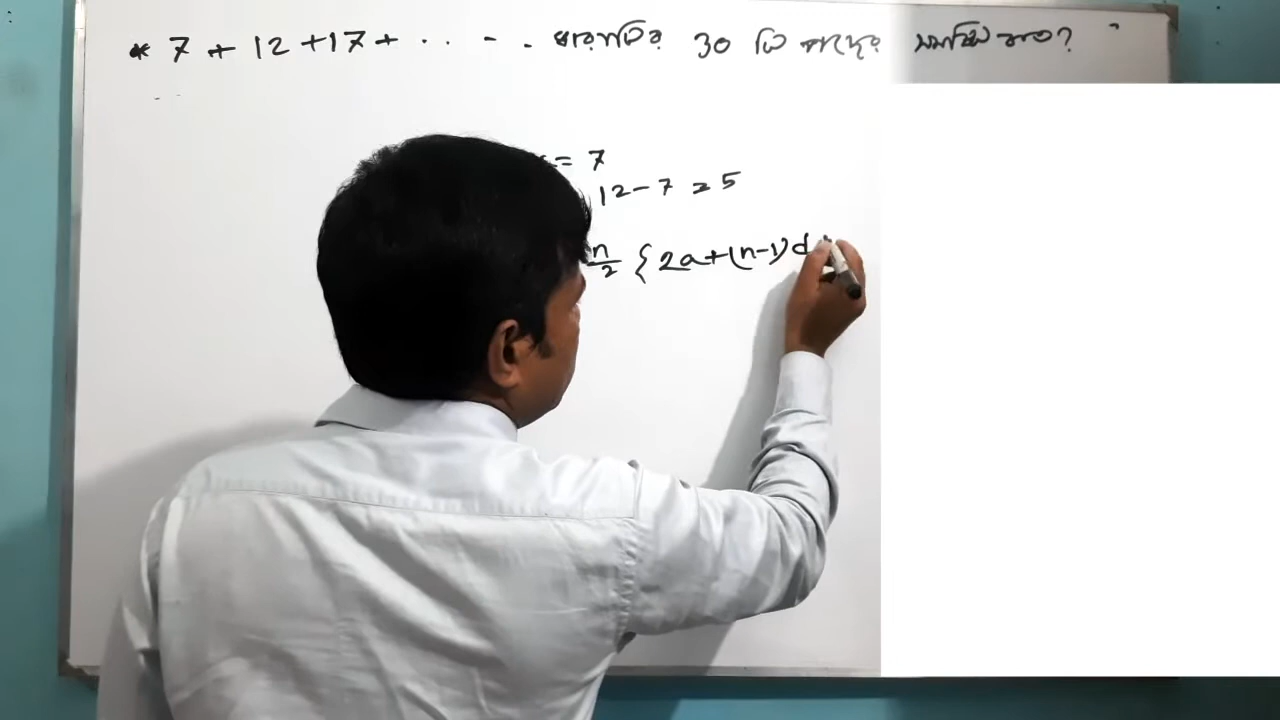 * 7 + 12 + 17 + . . - . ধারাটির 30 টি পদের সমষ্টি কত?
= 7
12 - 7 = 5
n/2 {2a+(n-1)d